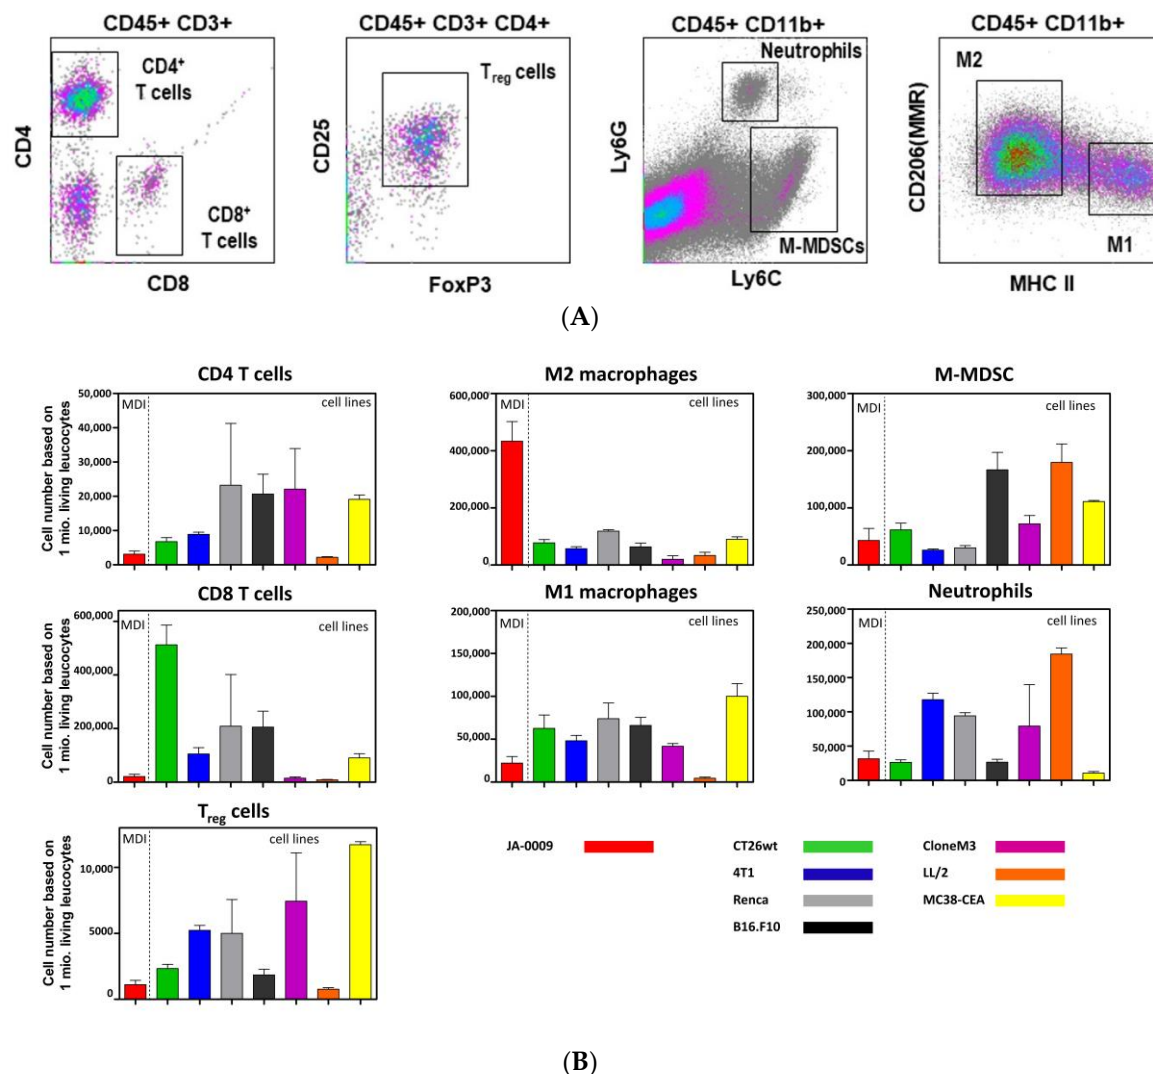 CD45+ CD3+
CD4⁺
T cells
CD8⁺
T cells
CD4
CD8
CD45+ CD3+ CD4+
Treg cells
CD25
FoxP3
CD45+ CD11b+
Neutrophils
M-MDSCs
Ly6G
Ly6C
CD45+ CD11b+
M2
M1
CD206(MMR)
MHC II
(A)
CD4 T cells
MDI
cell lines
50,000
40,000
30,000
20,000
10,000
0
Cell number based on
1 mio. living leucocytes
M2 macrophages
MDI
cell lines
600,000
400,000
200,000
0
M-MDSC
MDI
cell lines
300,000
200,000
100,000
0
CD8 T cells
MDI
cell lines
600,000
400,000
200,000
0
Cell number based on
1 mio. living leucocytes
M1 macrophages
MDI
cell lines
200,000
150,000
100,000
50,000
0
Neutrophils
MDI
cell lines
250,000
200,000
150,000
100,000
50,000
0
Treg cells
MDI
cell lines
10,000
5000
0
Cell number based on
1 mio. living leucocytes
JA-0009
CT26wt
4T1
Renca
B16.F10
CloneM3
LL/2
MC38-CEA
(B)